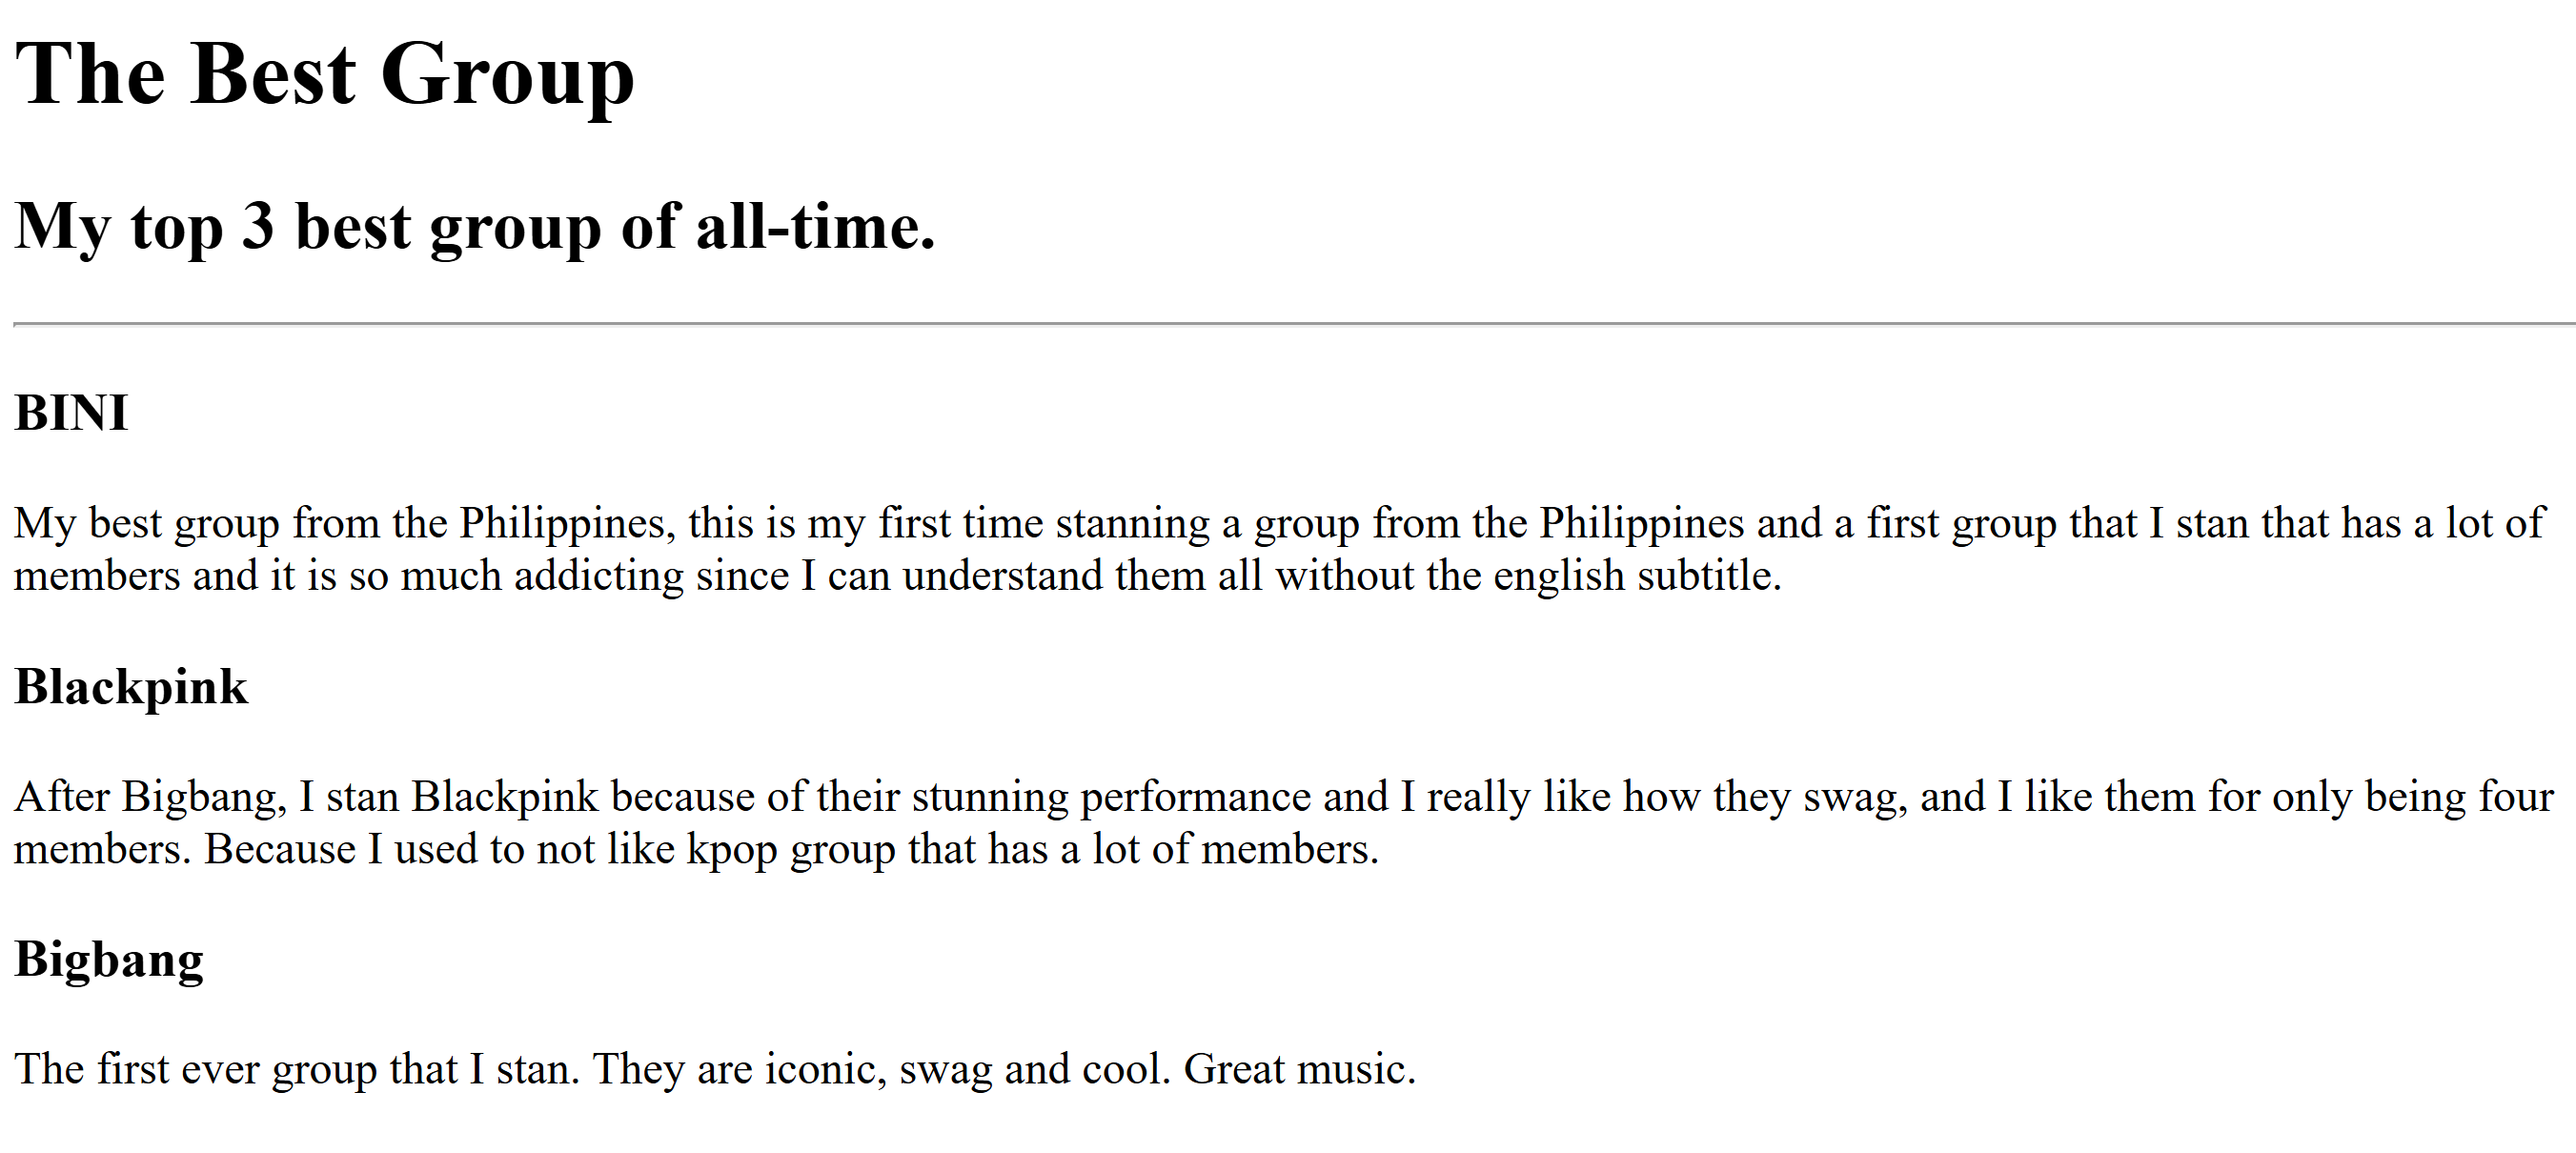 The Best Group
My top 3 best group of all-time.
BINI
My best group from the Philippines, this is my first time stanning a group from the Philippines and a first group that I stan that has a lot of
members and it is so much addicting since I can understand them all without the english subtitle.
Blackpink
After Bigbang, I stan Blackpink because of their stunning performance and I really like how they swag, and I like them for only being four
members. Because I used to not like kpop group that has a lot of members.
Bigbang
The first ever group that I stan. They are iconic, swag and cool. Great music.